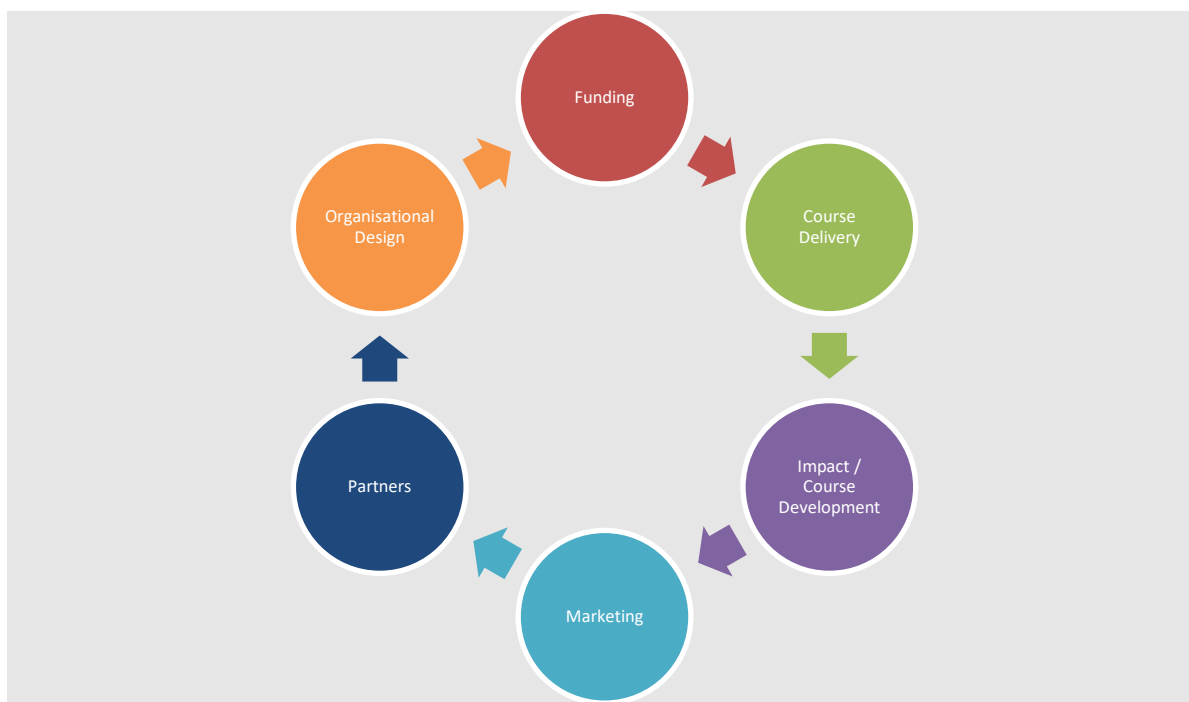 Funding
Course
Delivery
Impact /
Course
Development
Marketing
Partners
Organisational
Design